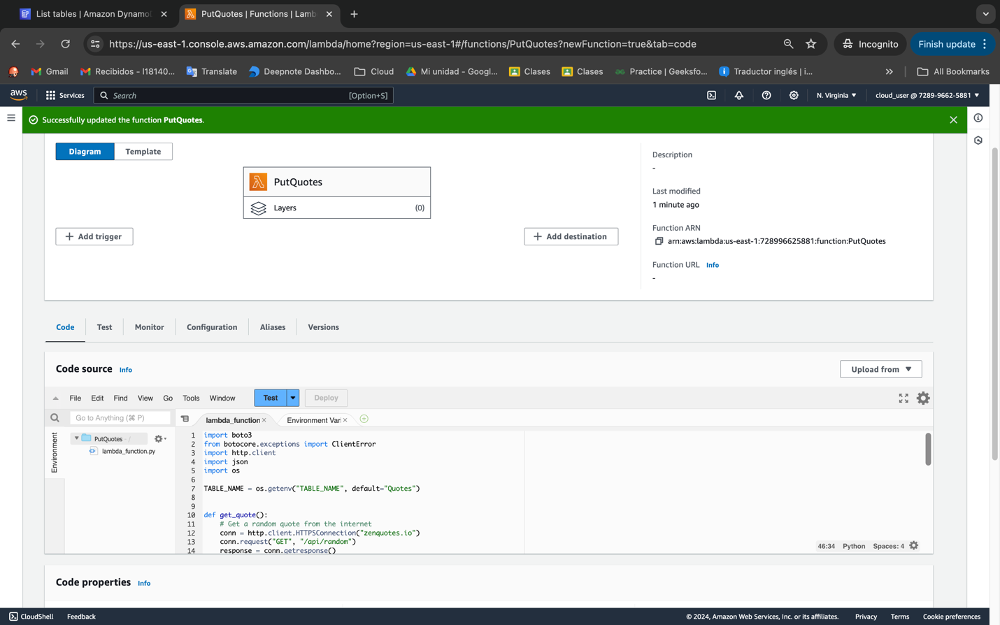 List tables | Amazon Dynamo
PutQuotes | Functions | Lamb
https://us-east-1.console.aws.amazon.com/lambda/home?region=us-east-1#/functions/PutQuotes?newFunction=true&tab=code
Incognito
Finish update
Gmail
Recibidos - l18140...
Translate
Deepnote Dashbo...
Cloud
Mi unidad - Googl...
Clases
Clases
Practice | Geeksfo...
Traductor inglés | i...
All Bookmarks
aws
Services
Search
[Option+S]
N. Virginia
cloud_user @ 7289-9662-5881
Successfully updated the function PutQuotes.
Diagram
Template
PutQuotes
Layers
(0)
Add trigger
Add destination
Description
-
Last modified
1 minute ago
Function ARN
arn:aws:lambda:us-east-1:728996625881:function:PutQuotes
Function URL Info
-
Code
Test
Monitor
Configuration
Aliases
Versions
Code source Info
Upload from
File Edit Find View Go Tools Window
Test
Deploy
Go to Anything (⌘ P)
lambda_function
Environment Vari
Environment
PutQuotes - /
lambda_function.py
1 import boto3
2 from botocore.exceptions import ClientError
3 import http.client
4 import json
5 import os
6
7 TABLE_NAME = os.getenv("TABLE_NAME", default="Quotes")
8
9
10 def get_quote():
11 # Get a random quote from the internet
12 conn = http.client.HTTPSConnection("zenquotes.io")
13 conn.request("GET", "/api/random")
14 response = conn.getresponse()
46:34 Python Spaces: 4
Code properties Info
CloudShell
Feedback
© 2024, Amazon Web Services, Inc. or its affiliates.
Privacy
Terms
Cookie preferences